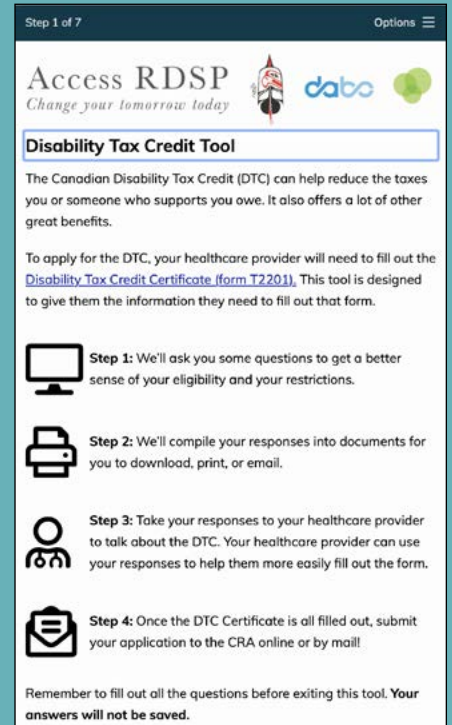 Step 1 of 7
Options
Access RDSP
Change your tomorrow today
dabc
Disability Tax Credit Tool
The Canadian Disability Tax Credit (DTC) can help reduce the taxes
you or someone who supports you owe. It also offers a lot of other
great benefits.
To apply for the DTC, your healthcare provider will need to fill out the
Disability Tax Credit Certificate (form T2201). This tool is designed
to give them the information they need to fill out that form.
Step 1: We'll ask you some questions to get a better
sense of your eligibility and your restrictions.
Step 2: We'll compile your responses into documents for
you to download, print, or email.
Step 3: Take your responses to your healthcare provider
to talk about the DTC. Your healthcare provider can use
your responses to help them more easily fill out the form.
Step 4: Once the DTC Certificate is all filled out, submit
your application to the CRA online or by mail!
Remember to fill out all the questions before exiting this tool. Your
answers will not be saved.